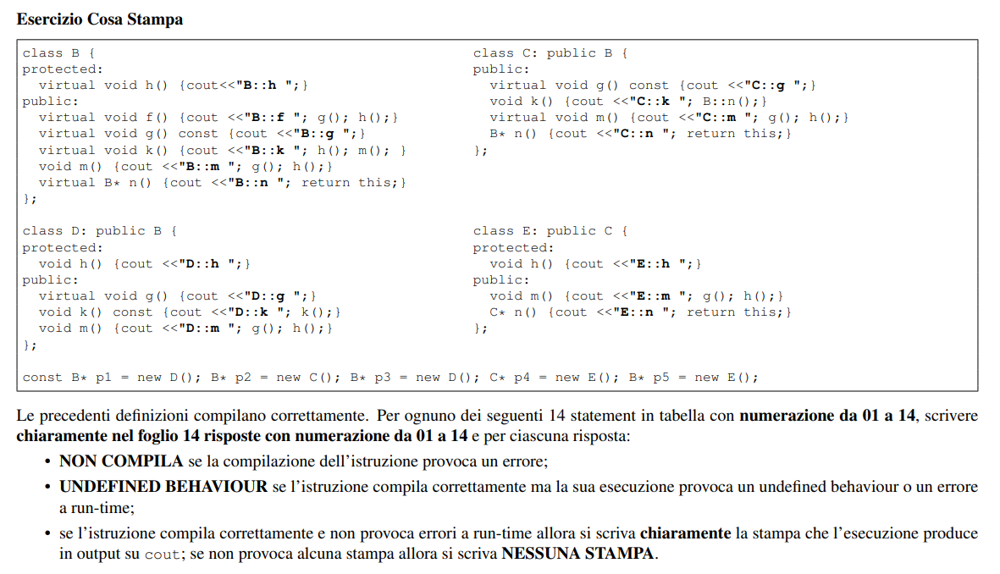 Esercizio Cosa Stampa
class B {
protected:
  virtual void h() {cout<<"B::h ";}
public:
  virtual void f() {cout <<"B::f "; g(); h();}
  virtual void g() const {cout <<"B::g ";}
  virtual void k() {cout <<"B::k "; h(); m(); }
  void m() {cout <<"B::m "; g(); h();}
  virtual B* n() {cout <<"B::n "; return this;}
};
class C: public B {
public:
  virtual void g() const {cout <<"C::g ";}
  void k() {cout <<"C::k "; B::n();}
  virtual void m() {cout <<"C::m "; g(); h();}
  B* n() {cout <<"C::n "; return this;}
};
class D: public B {
protected:
  void h() {cout <<"D::h ";}
public:
  virtual void g() {cout <<"D::g ";}
  void k() const {cout <<"D::k "; k();}
  void m() {cout <<"D::m "; g(); h();}
};
class E: public C {
protected:
  void h() {cout <<"E::h ";}
public:
  void m() {cout <<"E::m "; g(); h();}
  C* n() {cout <<"E::n "; return this;}
};
const B* p1 = new D(); B* p2 = new C(); B* p3 = new D(); C* p4 = new E(); B* p5 = new E();
Le precedenti definizioni compilano correttamente. Per ognuno dei seguenti 14 statement in tabella con numerazione da 01 a 14, scrivere
chiaramente nel foglio 14 risposte con numerazione da 01 a 14 e per ciascuna risposta:
• NON COMPILA se la compilazione dell'istruzione provoca un errore;
• UNDEFINED BEHAVIOUR se l'istruzione compila correttamente ma la sua esecuzione provoca un undefined behaviour o un errore
a run-time;
• se l'istruzione compila correttamente e non provoca errori a run-time allora si scriva chiaramente la stampa che l'esecuzione produce
in output su cout; se non provoca alcuna stampa allora si scriva NESSUNA STAMPA.